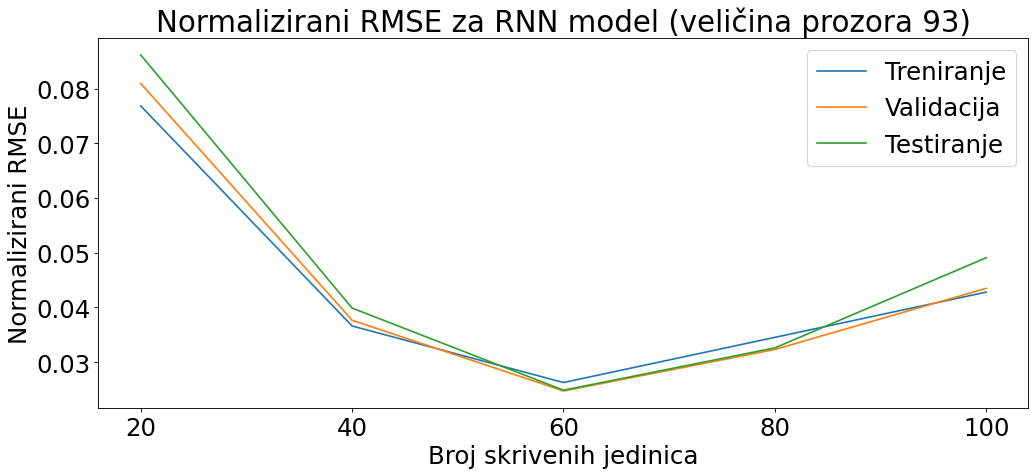 Normalizirani RMSE za RNN model (veličina prozora 93)
Treniranje
Validacija
Testiranje
Normalizirani RMSE
0.08
0.07
0.06
0.05
0.04
0.03
20 40 60 80 100
Broj skrivenih jedinica